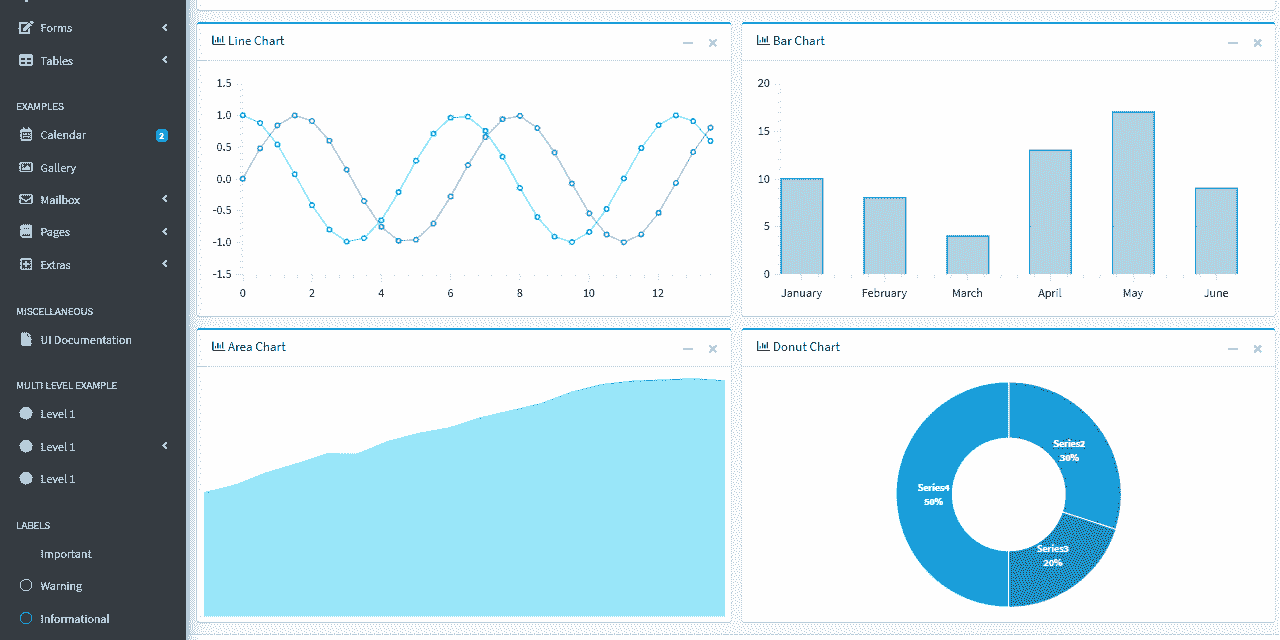 Forms
Tables
EXAMPLES
Calendar 2
Gallery
Mailbox
Pages
Extras
MISCELLANEOUS
UI Documentation
MULTI LEVEL EXAMPLE
Level 1
Level 1
Level 1
LABELS
Important
Warning
Informational
Line Chart
1.5
1.0
0.5
0.0
-0.5
-1.0
-1.5
0 2 4 6 8 10 12
Bar Chart
20
15
10
5
0
January February March April May June
Area Chart
Donut Chart
Series2
30%
Series4
50%
Series3
20%